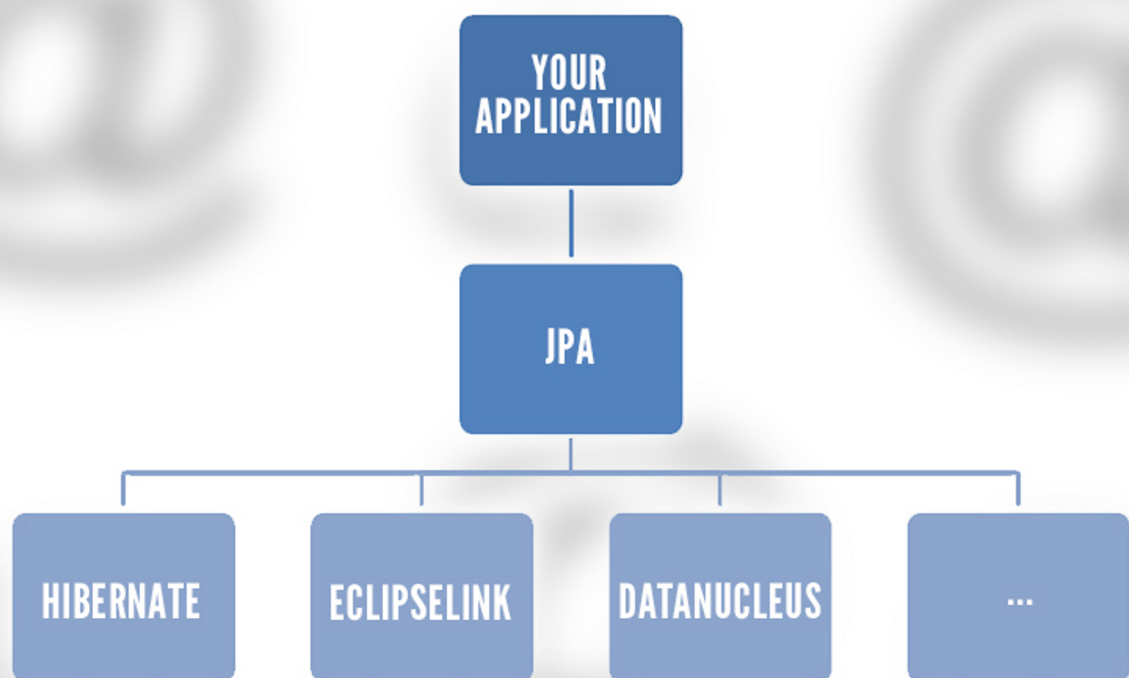 YOUR
APPLICATION
JPA
HIBERNATE
ECLIPSELINK
DATANUCLEUS
...